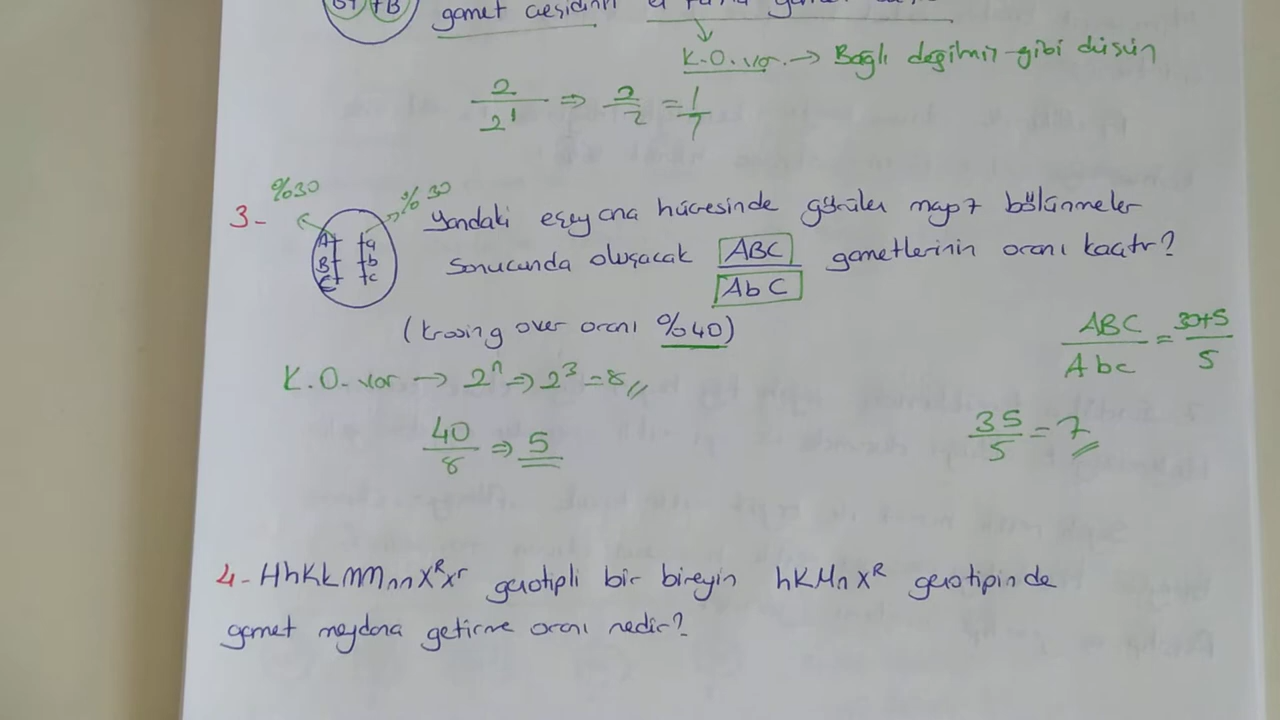 BT tB
gamet çeşidinin
K.O. var. → Bağlı değilmiş gibi düşün
2/2¹ ⇒ 2/2 = 1/1
%30 %30
3- Yandaki eşey ana hücresinde görülen mayoz bölünmeler
A B C a b c
sonucunda oluşacak ABC/AbC gametlerinin oranı kaçtır?
(krosing over oranı %40)
ABC/Abc = 30+5/5
K.O. var → 2ⁿ ⇒ 2³ = 8
40/8 ⇒ 5
35/5 = 7
4- HhKkMMnnXᴿXʳ genotipli bir bireyin hKMnXᴿ genotipinde
gamet meydana getirme oranı nedir?